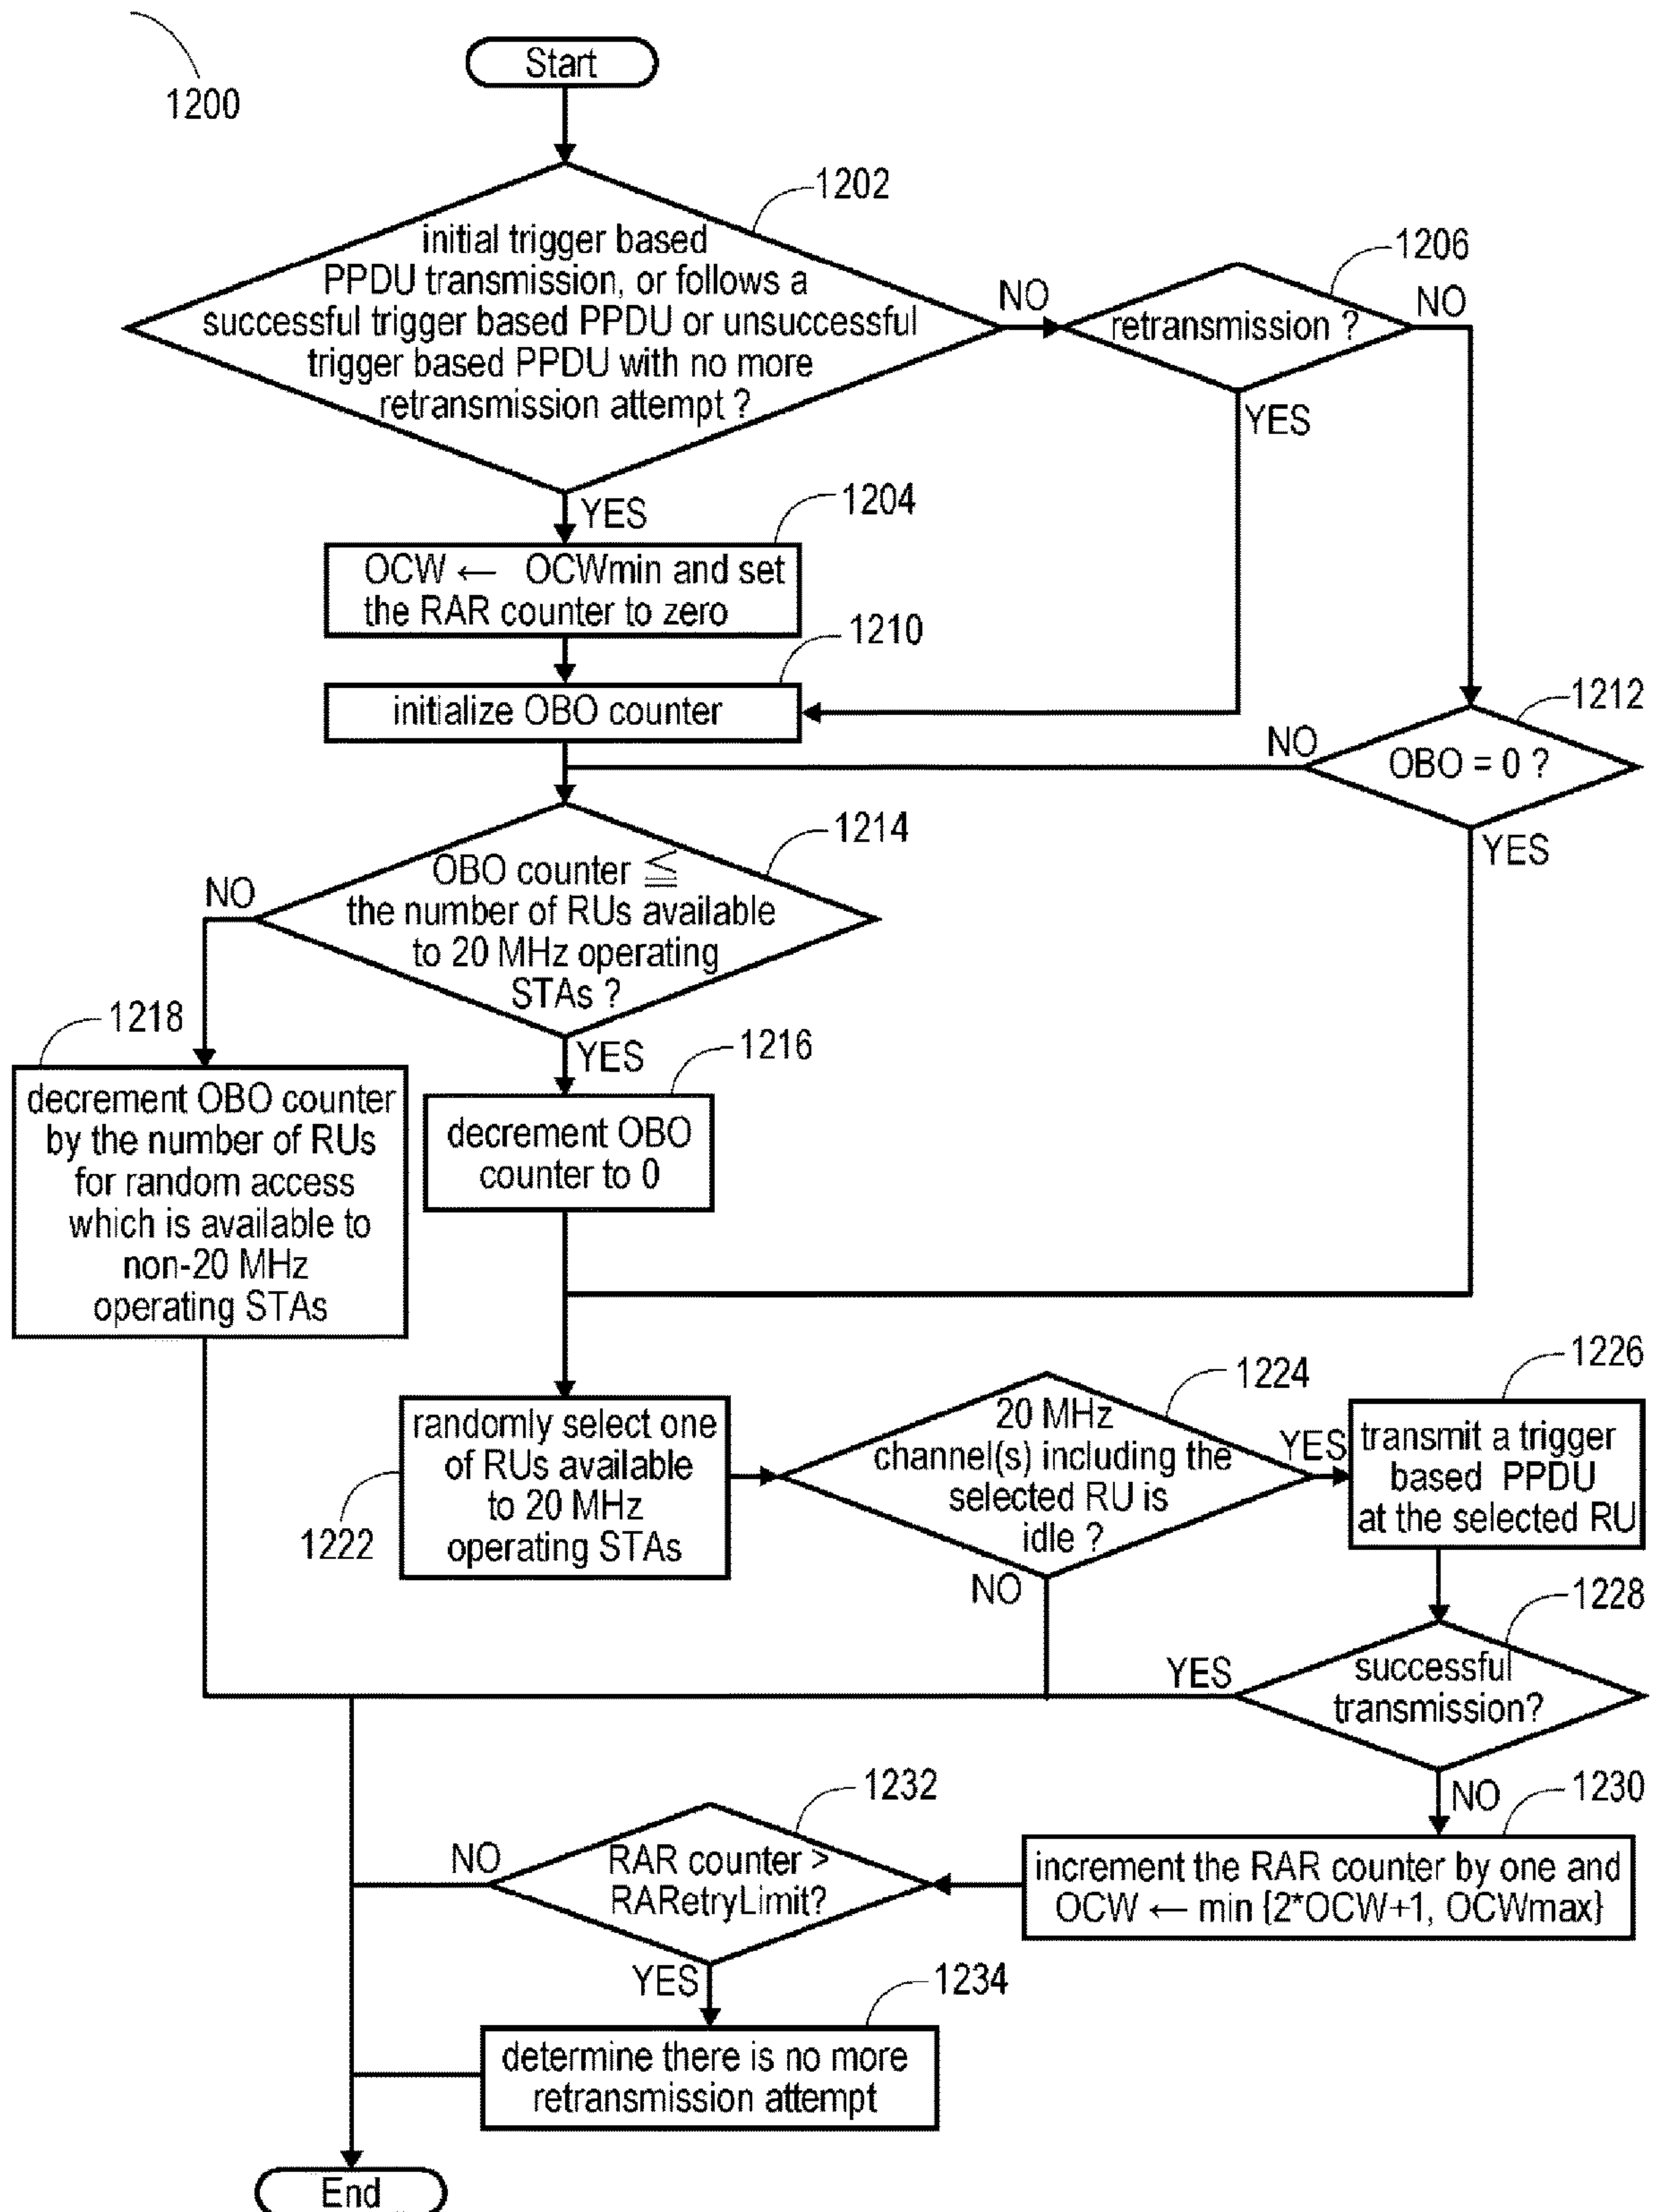 1200
Start
1202
initial trigger based
PPDU transmission, or follows a
successful trigger based PPDU or unsuccessful
trigger based PPDU with no more
retransmission attempt ?
NO
1206
retransmission ?
NO
YES
YES
1204
OCW ← OCWmin and set
the RAR counter to zero
1210
initialize OBO counter
1212
OBO = 0 ?
NO
YES
1214
OBO counter ≦
the number of RUs available
to 20 MHz operating
STAs ?
NO
YES
1218
decrement OBO counter
by the number of RUs
for random access
which is available to
non-20 MHz
operating STAs
1216
decrement OBO
counter to 0
1222
randomly select one
of RUs available
to 20 MHz
operating STAs
1224
20 MHz
channel(s) including the
selected RU is
idle ?
YES
NO
1226
transmit a trigger
based PPDU
at the selected RU
1228
successful
transmission?
YES
NO
1230
increment the RAR counter by one and
OCW ← min {2*OCW+1, OCWmax}
1232
RAR counter >
RARetryLimit?
NO
YES
1234
determine there is no more
retransmission attempt
End